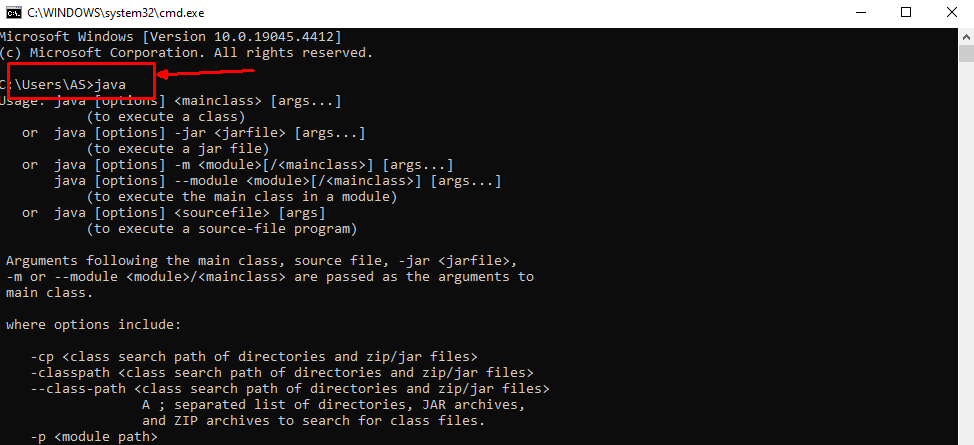 C:\WINDOWS\system32\cmd.exe
Microsoft Windows [Version 10.0.19045.4412]
(c) Microsoft Corporation. All rights reserved.
C:\Users\AS>java
Usage: java [options] <mainclass> [args...]
(to execute a class)
or java [options] -jar <jarfile> [args...]
(to execute a jar file)
or java [options] -m <module>[/<mainclass>] [args...]
java [options] --module <module>[/<mainclass>] [args...]
(to execute the main class in a module)
or java [options] <sourcefile> [args]
(to execute a source-file program)
Arguments following the main class, source file, -jar <jarfile>,
-m or --module <module>/<mainclass> are passed as the arguments to
main class.
where options include:
-cp <class search path of directories and zip/jar files>
-classpath <class search path of directories and zip/jar files>
--class-path <class search path of directories and zip/jar files>
A ; separated list of directories, JAR archives,
and ZIP archives to search for class files.
-p <module path>